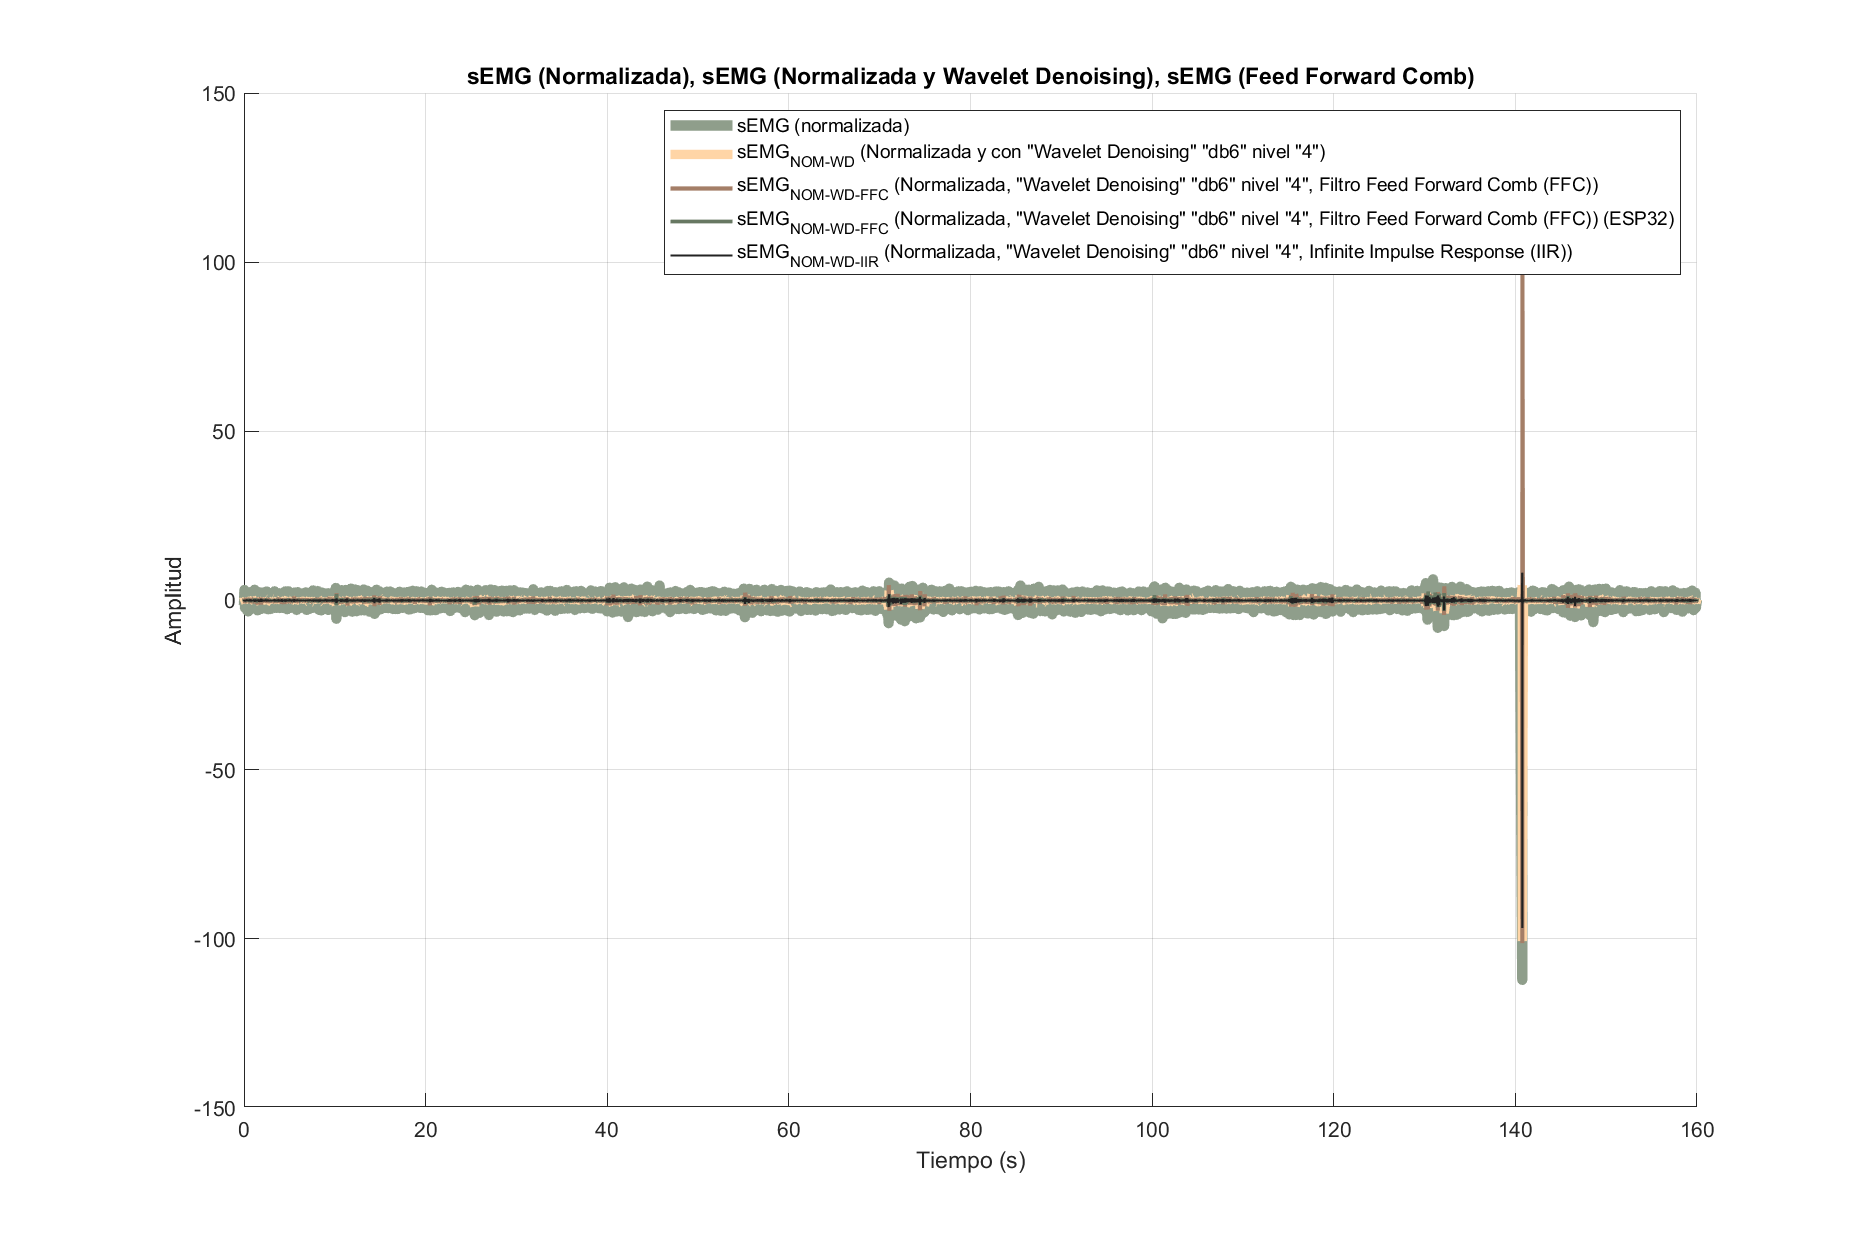 sEMG (Normalizada), sEMG (Normalizada y Wavelet Denoising), sEMG (Feed Forward Comb)
150
sEMG (normalizada)
sEMG_NOM-WD (Normalizada y con "Wavelet Denoising" "db6" nivel "4")
sEMG_NOM-WD-FFC (Normalizada, "Wavelet Denoising" "db6" nivel "4", Filtro Feed Forward Comb (FFC))
sEMG_NOM-WD-FFC (Normalizada, "Wavelet Denoising" "db6" nivel "4", Filtro Feed Forward Comb (FFC)) (ESP32)
sEMG_NOM-WD-IIR (Normalizada, "Wavelet Denoising" "db6" nivel "4", Infinite Impulse Response (IIR))
100
50
0
-50
-100
-150
Amplitud
0 20 40 60 80 100 120 140 160
Tiempo (s)